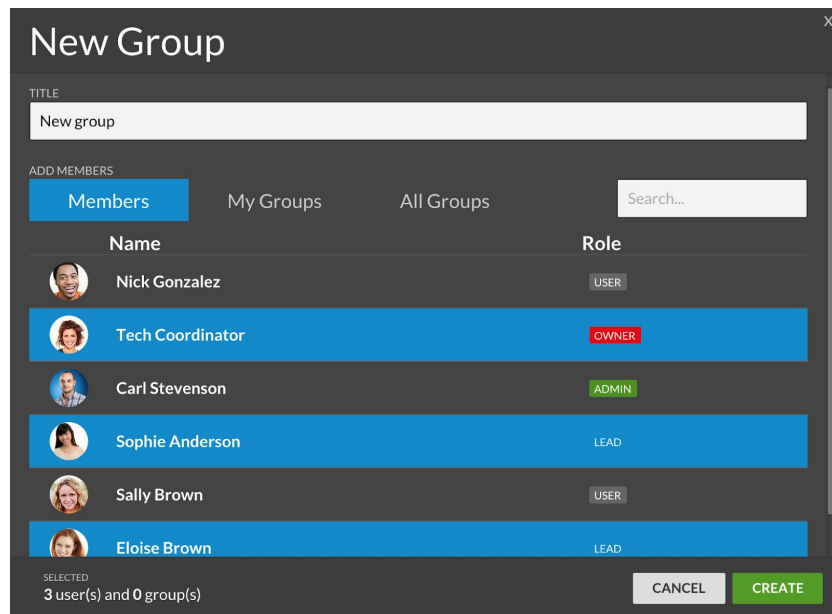 X
New Group
TITLE
New group
ADD MEMBERS
Members My Groups All Groups Search...
Name Role
Nick Gonzalez USER
Tech Coordinator OWNER
Carl Stevenson ADMIN
Sophie Anderson LEAD
Sally Brown USER
Eloise Brown LEAD
SELECTED
3 user(s) and 0 group(s)
CANCEL CREATE